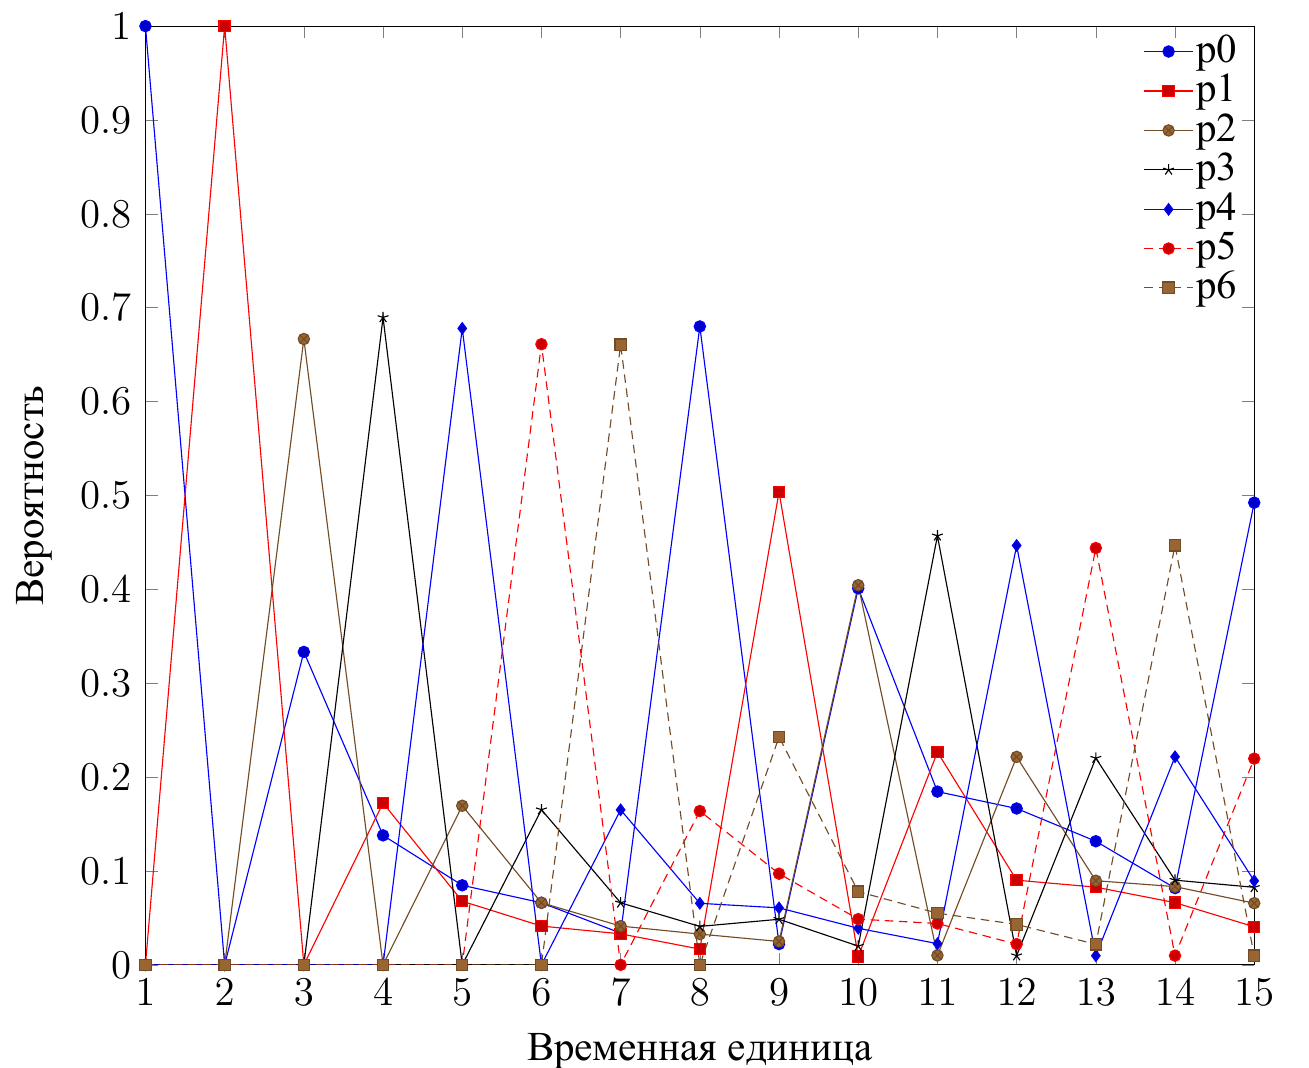 1
0.9
0.8
0.7
0.6
0.5
0.4
0.3
0.2
0.1
0
p0
p1
p2
p3
p4
p5
p6
Вероятность
1 2 3 4 5 6 7 8 9 10 11 12 13 14 15
Временная единица